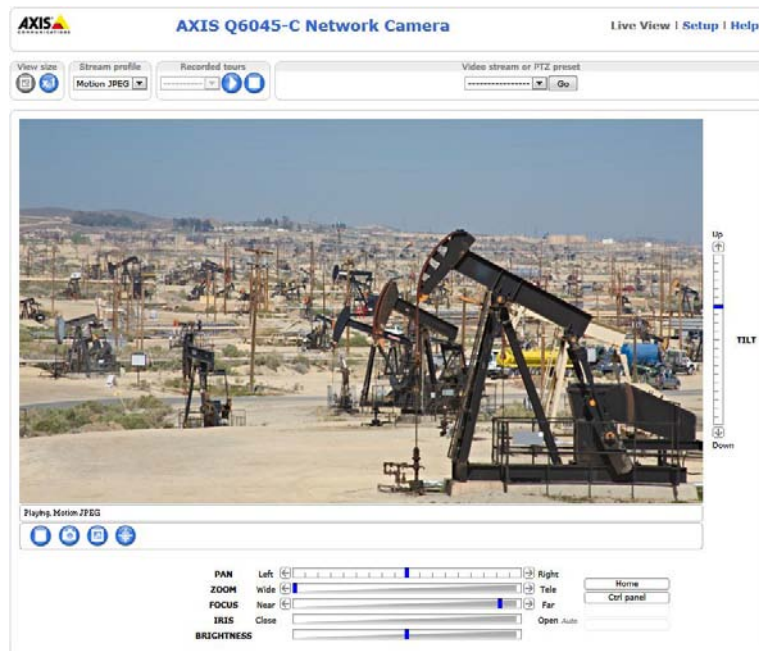 AXIS
COMMUNICATIONS
AXIS Q6045-C Network Camera
Live View | Setup | Help
View size
Stream profile
Recorded tours
Video stream or PTZ preset
Motion JPEG
----------
----------------
Go
Up
TILT
Down
Playing, Motion JPEG
PAN Left Right
ZOOM Wide Tele Home
FOCUS Near Far Ctrl panel
IRIS Close Open Auto
BRIGHTNESS